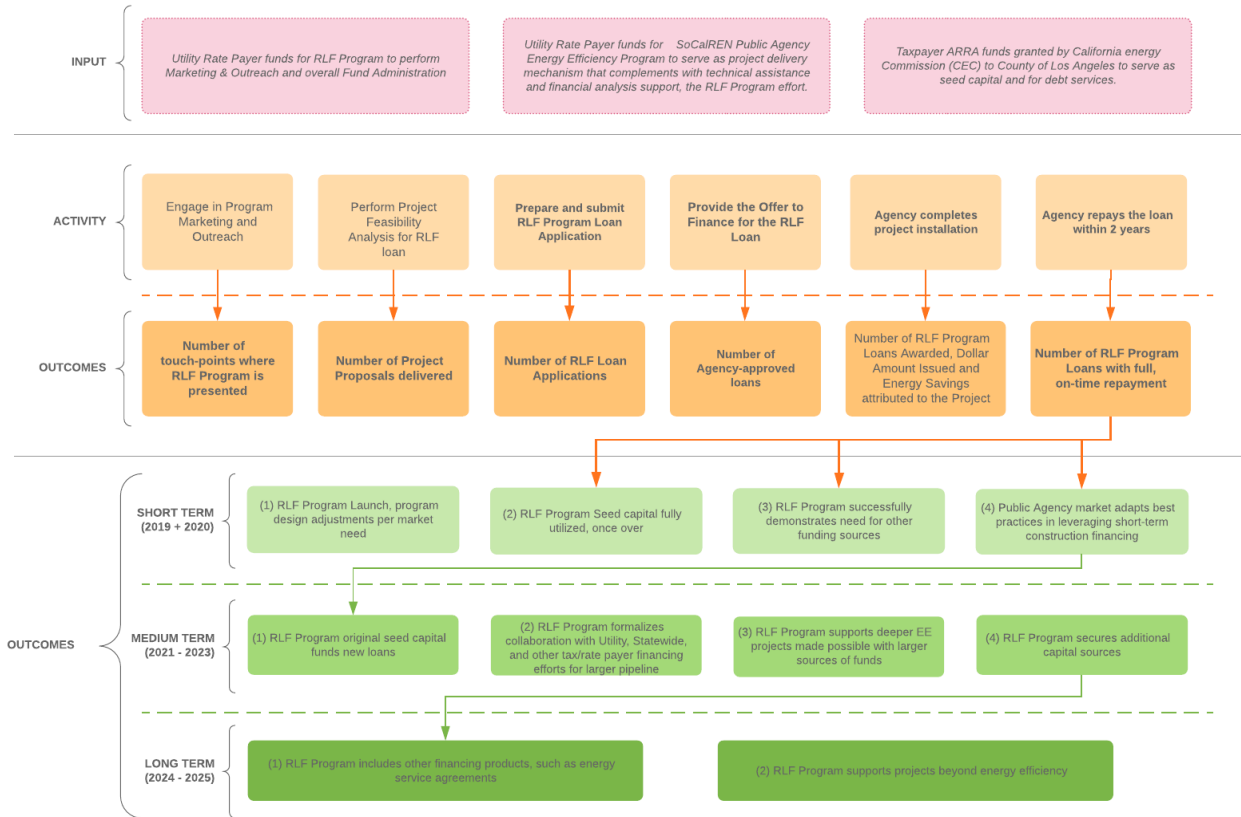 INPUT
Utility Rate Payer funds for RLF Program to perform
Marketing & Outreach and overall Fund Administration
Utility Rate Payer funds for SoCalREN Public Agency
Energy Efficiency Program to serve as project delivery
mechanism that complements with technical assistance
and financial analysis support, the RLF Program effort.
Taxpayer ARRA funds granted by California energy
Commission (CEC) to County of Los Angeles to serve as
seed capital and for debt services.
ACTIVITY
Engage in Program
Marketing and
Outreach
Perform Project
Feasibility
Analysis for RLF
loan
Prepare and submit
RLF Program Loan
Application
Provide the Offer to
Finance for the RLF
Loan
Agency completes
project installation
Agency repays the loan
within 2 years
OUTCOMES
Number of
touch-points where
RLF Program is
presented
Number of Project
Proposals delivered
Number of RLF Loan
Applications
Number of
Agency-approved
loans
Number of RLF Program
Loans Awarded, Dollar
Amount Issued and
Energy Savings
attributed to the Project
Number of RLF Program
Loans with full,
on-time repayment
OUTCOMES
SHORT TERM
(2019 + 2020)
(1) RLF Program Launch, program
design adjustments per market
need
(2) RLF Program Seed capital fully
utilized, once over
(3) RLF Program successfully
demonstrates need for other
funding sources
(4) Public Agency market adapts best
practices in leveraging short-term
construction financing
MEDIUM TERM
(2021 - 2023)
(1) RLF Program original seed capital
funds new loans
(2) RLF Program formalizes
collaboration with Utility, Statewide,
and other tax/rate payer financing
efforts for larger pipeline
(3) RLF Program supports deeper EE
projects made possible with larger
sources of funds
(4) RLF Program secures additional
capital sources
LONG TERM
(2024 - 2025)
(1) RLF Program includes other financing products, such as energy
service agreements
(2) RLF Program supports projects beyond energy efficiency